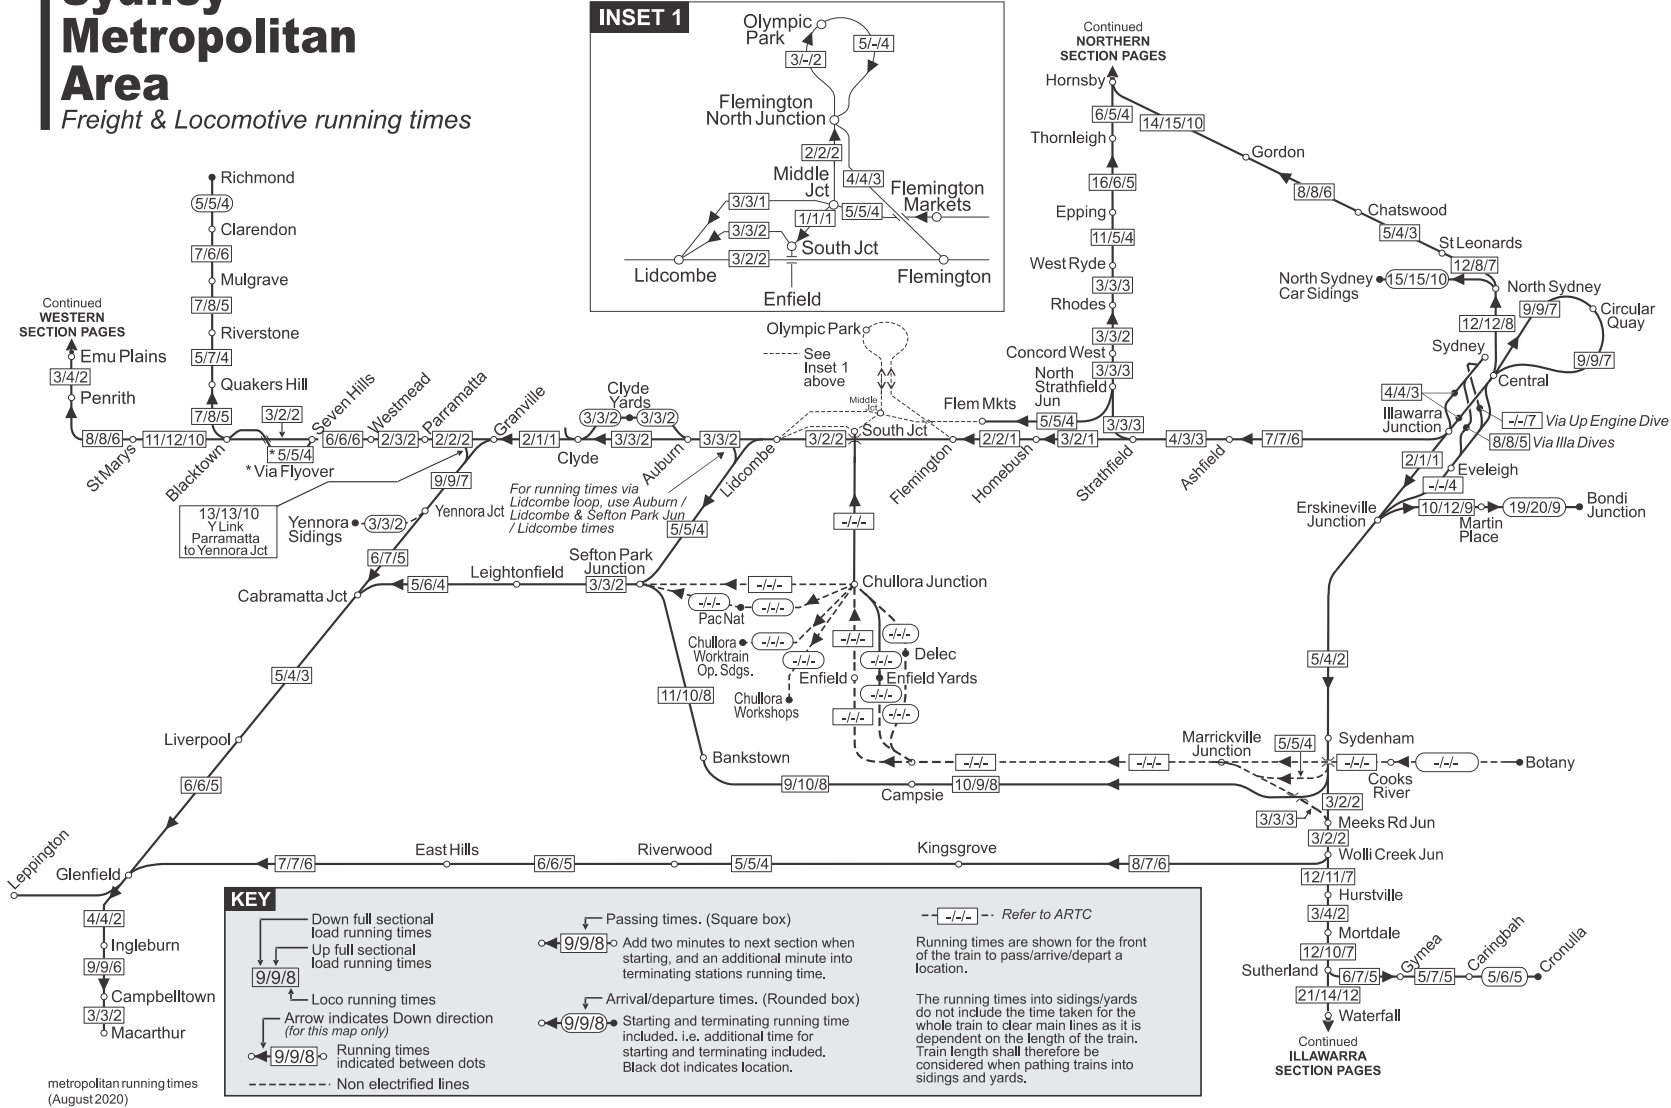 Sydney
Metropolitan
Area
Freight & Locomotive running times
INSET 1
Olympic
Park
5/-/4
3/-/2
Flemington
North Junction
2/2/2
Middle
Jct
4/4/3
Flemington
Markets
3/3/1
5/5/4
1/1/1
3/3/2
South Jct
3/2/2
Lidcombe
Flemington
Enfield
Continued
NORTHERN
SECTION PAGES
Hornsby
6/5/4
14/15/10
Thornleigh
Gordon
16/6/5
8/8/6
Epping
Chatswood
11/5/4
5/4/3
West Ryde
St Leonards
3/3/3
12/8/7
Rhodes
North Sydney
Car Sidings
15/15/10
North Sydney
3/3/2
9/9/7
Circular
Quay
Concord West
12/12/8
3/3/3
Sydney
9/9/7
North
Strathfield
Jun
Central
Richmond
5/5/4
Clarendon
7/6/6
Mulgrave
7/8/5
Riverstone
5/7/4
Quakers Hill
7/8/5
Continued
WESTERN
SECTION PAGES
Emu Plains
3/4/2
Penrith
8/8/6
St Marys
11/12/10
Blacktown
3/2/2
* 5/5/4
* Via Flyover
Seven Hills
6/6/6
Westmead
2/3/2
Parramatta
2/2/2
Granville
2/1/1
Clyde
Clyde
Yards
3/3/2
3/3/2
3/3/2
Auburn
3/3/2
Lidcombe
Olympic Park
See
Inset 1
above
Middle
Jct
3/2/2
South Jct
Flemington
Flem Mkts
5/5/4
2/2/1
Homebush
3/2/1
3/3/3
Strathfield
4/3/3
Ashfield
7/7/6
4/4/3
Illawarra
Junction
-/-/7
Via Up Engine Dive
8/8/5
Via Illa Dives
2/1/1
Eveleigh
-/-/4
Erskineville
Junction
10/12/9
Martin
Place
19/20/9
Bondi
Junction
13/13/10
Y Link
Parramatta
to Yennora Jct
9/9/7
Yennora Jct
Yennora
Sidings
3/3/2
For running times via
Lidcombe loop, use Auburn /
Lidcombe & Sefton Park Jun
/ Lidcombe times
5/5/4
-/-/-
6/7/5
Cabramatta Jct
5/6/4
Leightonfield
3/3/2
Sefton Park
Junction
-/-/-
Chullora Junction
-/-/-
Pac Nat
-/-/-
Chullora
Worktrain
Op. Sdgs.
-/-/-
-/-/-
Chullora
Workshops
-/-/-
-/-/-
-/-/-
Delec
Enfield
Enfield Yards
-/-/-
-/-/-
-/-/-
5/4/3
11/10/8
5/4/2
Liverpool
Bankstown
-/-/-
-/-/-
Marrickville
Junction
5/5/4
Sydenham
-/-/-
Cooks
River
-/-/-
Botany
6/6/5
9/10/8
Campsie
10/9/8
3/2/2
3/3/3
Meeks Rd Jun
3/2/2
Wolli Creek Jun
Leppington
Glenfield
7/7/6
East Hills
6/6/5
Riverwood
5/5/4
Kingsgrove
8/7/6
12/11/7
Hurstville
3/4/2
Mortdale
12/10/7
Sutherland
6/7/5
Gymea
5/7/5
Caringbah
5/6/5
Cronulla
21/14/12
Waterfall
Continued
ILLAWARRA
SECTION PAGES
4/4/2
Ingleburn
9/9/6
Campbelltown
3/3/2
Macarthur
KEY
Down full sectional
load running times
Up full sectional
load running times
9/9/8
Loco running times
Arrow indicates Down direction
(for this map only)
9/9/8
Running times
indicated between dots
Non electrified lines
Passing times. (Square box)
9/9/8
Add two minutes to next section when
starting, and an additional minute into
terminating stations running time.
Arrival/departure times. (Rounded box)
9/9/8
Starting and terminating running time
included. i.e. additional time for
starting and terminating included.
Black dot indicates location.
-/-/-
Refer to ARTC
Running times are shown for the front
of the train to pass/arrive/depart a
location.
The running times into sidings/yards
do not include the time taken for the
whole train to clear main lines as it is
dependent on the length of the train.
Train length shall therefore be
considered when pathing trains into
sidings and yards.
metropolitan running times
(August 2020)